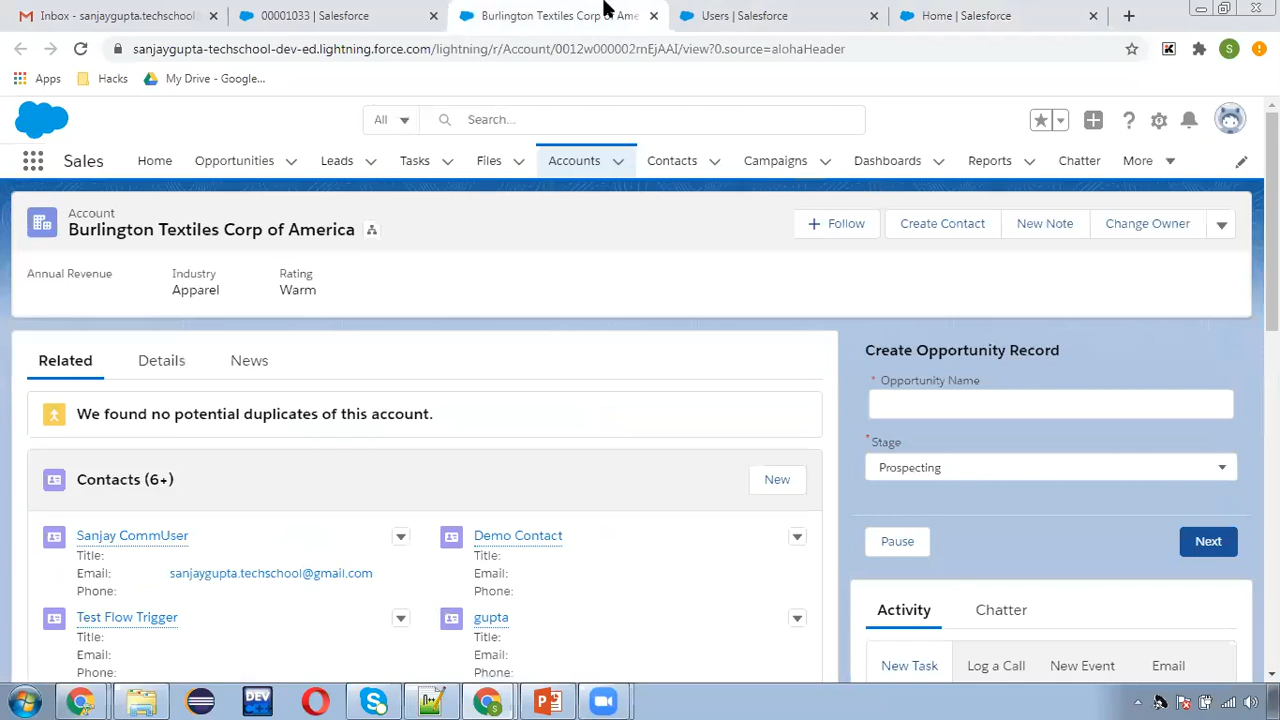 Inbox - sanjaygupta.techschool
00001033 | Salesforce
Burlington Textiles Corp of Ame
Users | Salesforce
Home | Salesforce
sanjaygupta-techschool-dev-ed.lightning.force.com/lightning/r/Account/0012w000002rnEjAAI/view?0.source=alohaHeader
K
S
Apps
Hacks
My Drive - Google...
All
Search...
Sales
Home
Opportunities
Leads
Tasks
Files
Accounts
Contacts
Campaigns
Dashboards
Reports
Chatter
More
Account
Burlington Textiles Corp of America
Follow
Create Contact
New Note
Change Owner
Annual Revenue
Industry
Apparel
Rating
Warm
Related
Details
News
Create Opportunity Record
* Opportunity Name
We found no potential duplicates of this account.
* Stage
Prospecting
Contacts (6+)
New
Pause
Next
Sanjay CommUser
Title:
Email: sanjaygupta.techschool@gmail.com
Phone:
Demo Contact
Title:
Email:
Phone:
Test Flow Trigger
Title:
Email:
Phone:
gupta
Title:
Email:
Phone:
Activity
Chatter
New Task
Log a Call
New Event
Email
DEV
S